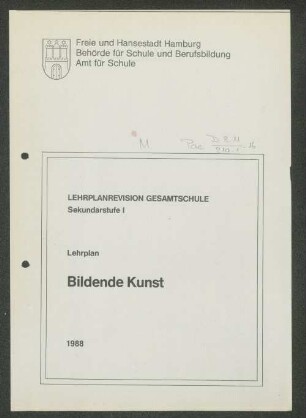 Freie und Hansestadt Hamburg
Behörde für Schule und Berufsbildung
Amt für Schule
M
LEHRPLANREVISION GESAMTSCHULE
Sekundarstufe I
Lehrplan
Bildende Kunst
1988